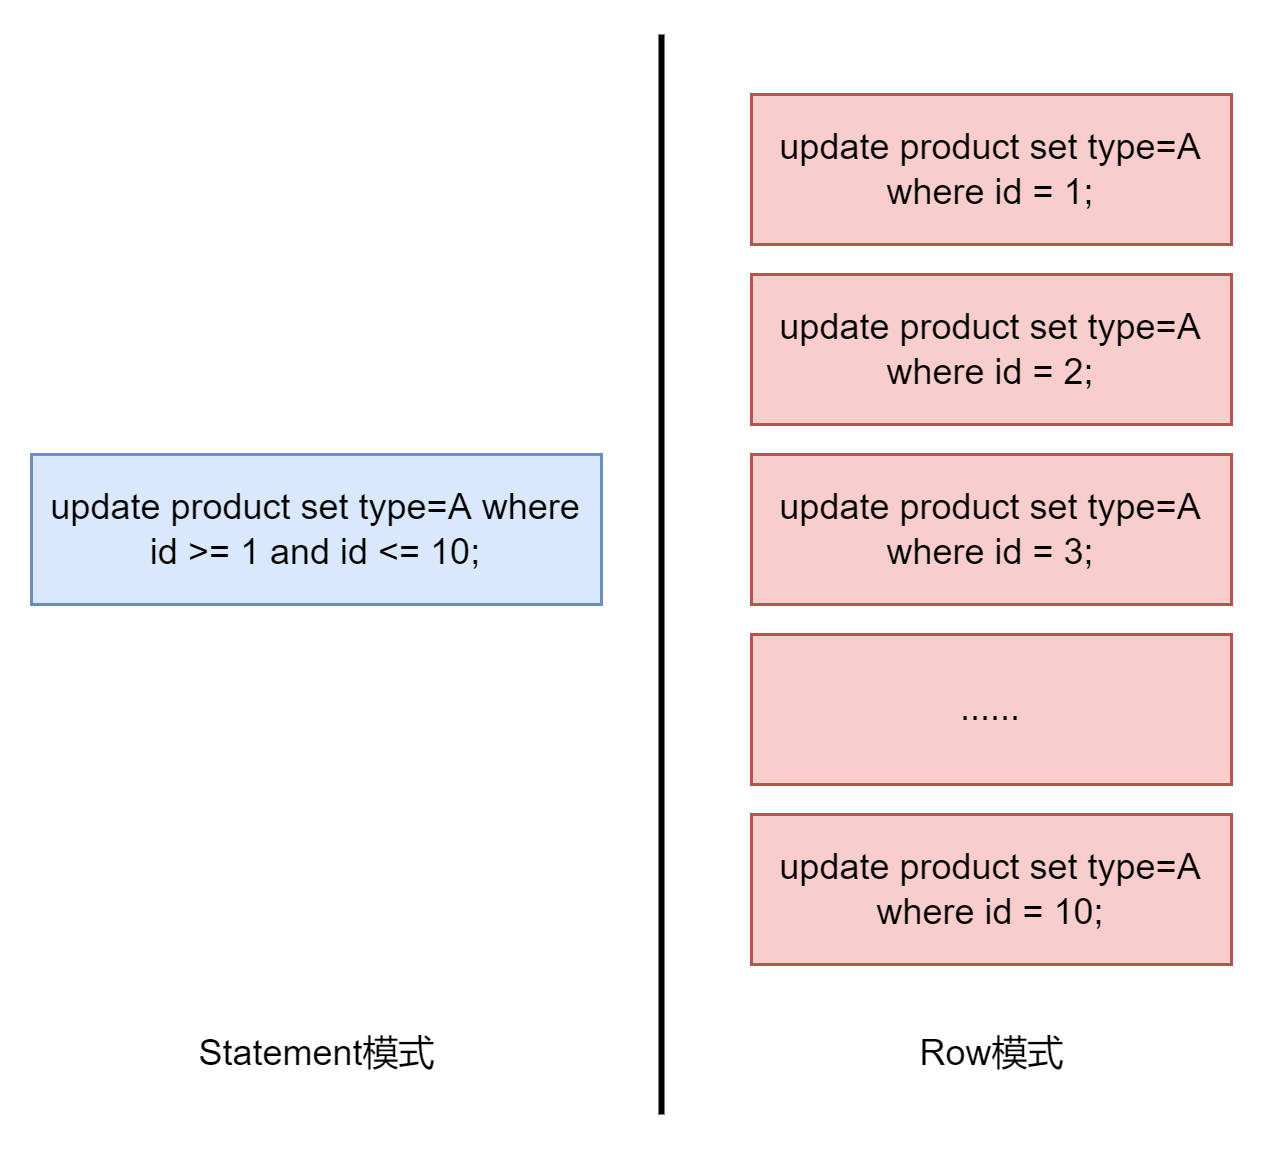 update product set type=A where
id >= 1 and id <= 10;
Statement模式
update product set type=A
where id = 1;
update product set type=A
where id = 2;
update product set type=A
where id = 3;
......
update product set type=A
where id = 10;
Row模式